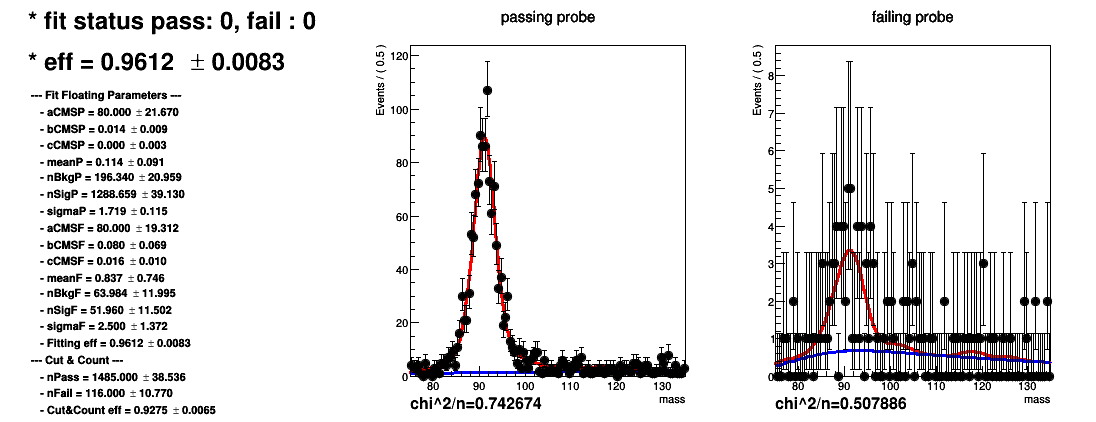 * fit status pass: 0, fail : 0
* eff = 0.9612 ± 0.0083
--- Fit Floating Parameters ---
- aCMSP = 80.000 ± 21.670
- bCMSP = 0.014 ± 0.009
- cCMSP = 0.000 ± 0.003
- meanP = 0.114 ± 0.091
- nBkgP = 196.340 ± 20.959
- nSigP = 1288.659 ± 39.130
- sigmaP = 1.719 ± 0.115
- aCMSF = 80.000 ± 19.312
- bCMSF = 0.080 ± 0.069
- cCMSF = 0.016 ± 0.010
- meanF = 0.837 ± 0.746
- nBkgF = 63.984 ± 11.995
- nSigF = 51.960 ± 11.502
- sigmaF = 2.500 ± 1.372
- Fitting eff = 0.9612 ± 0.0083
--- Cut & Count ---
- nPass = 1485.000 ± 38.536
- nFail = 116.000 ± 10.770
- Cut&Count eff = 0.9275 ± 0.0065
passing probe
Events / ( 0.5 )
120
100
80
60
40
20
0
80 90 100 110 120 130
mass
chi^2/n=0.742674
failing probe
Events / ( 0.5 )
8
7
6
5
4
3
2
1
0
80 90 100 110 120 130
mass
chi^2/n=0.507886